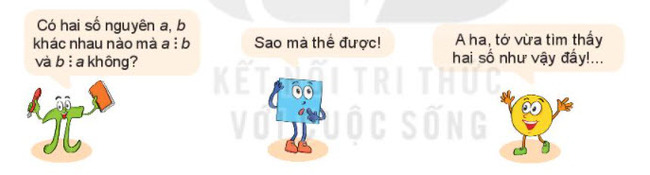 Có hai số nguyên a, b
khác nhau nào mà a ⋮ b
và b ⋮ a không?
Sao mà thế được!
A ha, tớ vừa tìm thấy
hai số như vậy đấy!...
KẾT NỐI TRI THỨC
VỚI CUỘC SỐNG